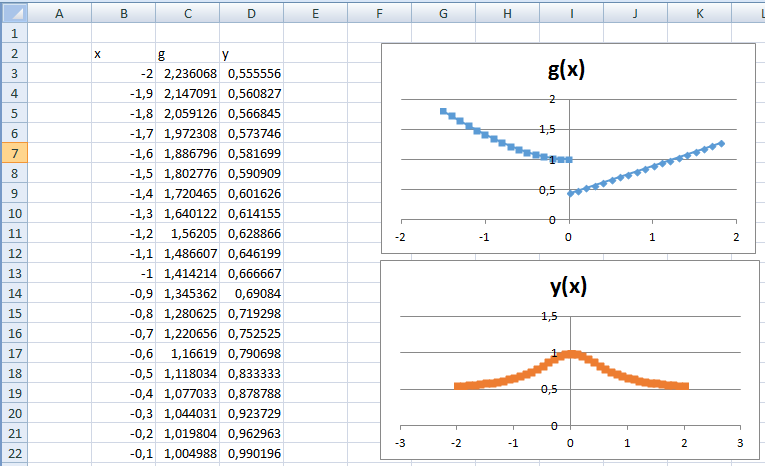 A B C D E F G H I J K
1
2 x g y
3 -2 2,236068 0,555556
4 -1,9 2,147091 0,560827
5 -1,8 2,059126 0,566845
6 -1,7 1,972308 0,573746
7 -1,6 1,886796 0,581699
8 -1,5 1,802776 0,590909
9 -1,4 1,720465 0,601626
10 -1,3 1,640122 0,614155
11 -1,2 1,56205 0,628866
12 -1,1 1,486607 0,646199
13 -1 1,414214 0,666667
14 -0,9 1,345362 0,69084
15 -0,8 1,280625 0,719298
16 -0,7 1,220656 0,752525
17 -0,6 1,16619 0,790698
18 -0,5 1,118034 0,833333
19 -0,4 1,077033 0,878788
20 -0,3 1,044031 0,923729
21 -0,2 1,019804 0,962963
22 -0,1 1,004988 0,990196
g(x)
2
1,5
1
0,5
0
-2 -1 0 1 2
y(x)
1,5
1
0,5
0
-3 -2 -1 0 1 2 3